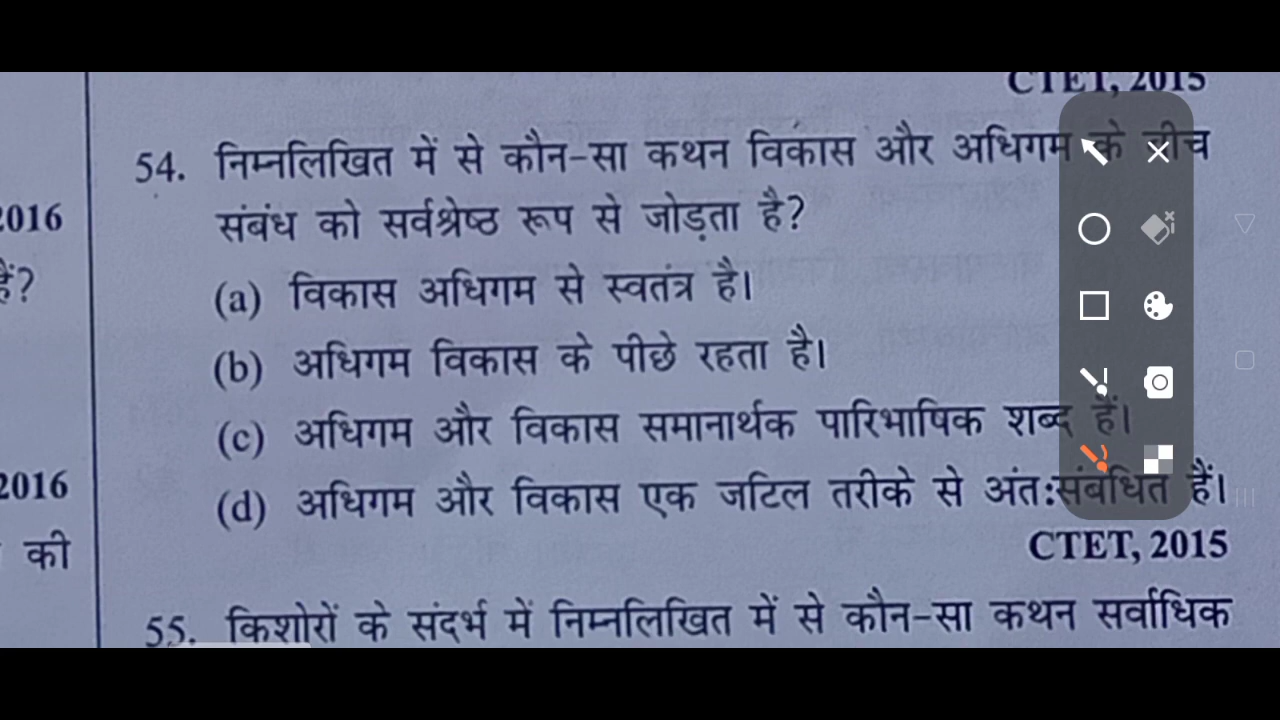 CTET, 2015
54. निम्नलिखित में से कौन-सा कथन विकास और अधिगम के बीच
2016
संबंध को सर्वश्रेष्ठ रूप से जोड़ता है?
हैं?
(a) विकास अधिगम से स्वतंत्र है।
(b) अधिगम विकास के पीछे रहता है।
(c) अधिगम और विकास समानार्थक पारिभाषिक शब्द हैं।
2016
(d) अधिगम और विकास एक जटिल तरीके से अंत:संबंधित हैं।
की
CTET, 2015
55. किशोरों के संदर्भ में निम्नलिखित में से कौन-सा कथन सर्वाधिक